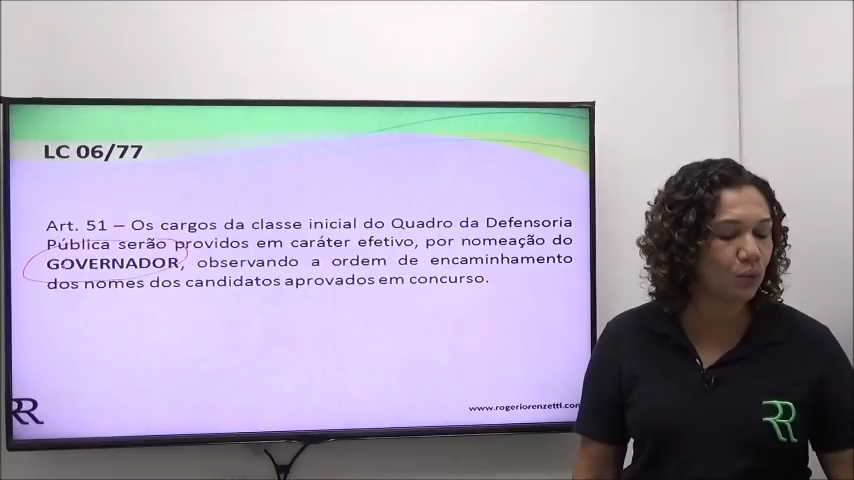 LC 06/77
Art. 51 – Os cargos da classe inicial do Quadro da Defensoria
Pública serão providos em caráter efetivo, por nomeação do
GOVERNADOR, observando a ordem de encaminhamento
dos nomes dos candidatos aprovados em concurso.
RR
www.rogeriorenzetti.com
RR